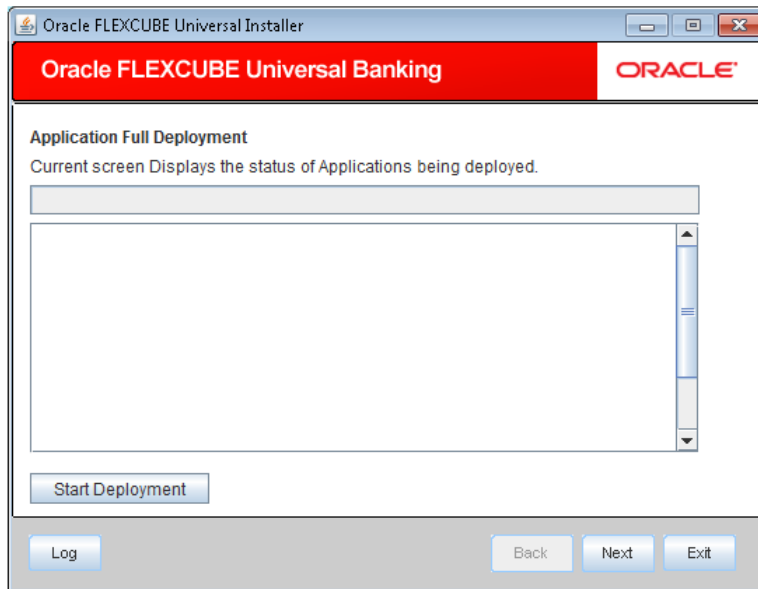 Oracle FLEXCUBE Universal Installer
Oracle FLEXCUBE Universal Banking
ORACLE
Application Full Deployment
Current screen Displays the status of Applications being deployed.
Start Deployment
Log
Back
Next
Exit